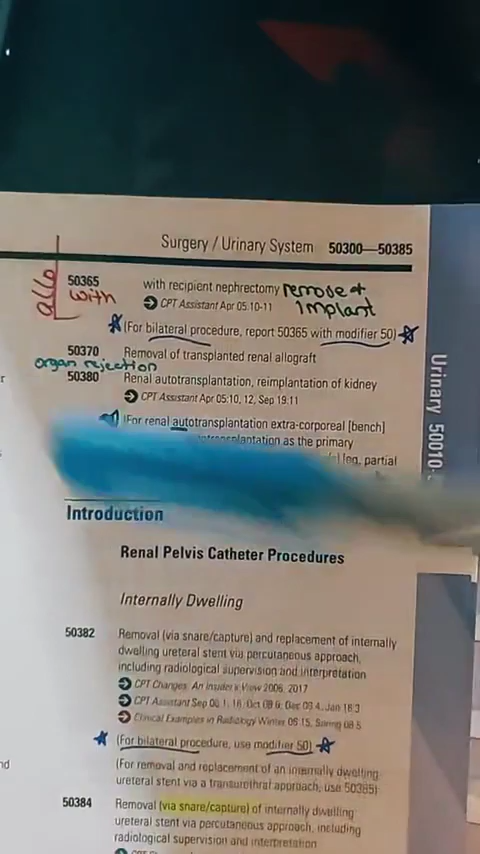 Surgery / Urinary System 50300—50385
allo
50365 with recipient nephrectomy remove +
with CPT Assistant Apr 05:10-11 Implant
(For bilateral procedure, report 50365 with modifier 50)
50370 Removal of transplanted renal allograft
organ rejection
50380 Renal autotransplantation, reimplantation of kidney
CPT Assistant Apr 05:10, 12, Sep 19:11
(For renal autotransplantation extra-corporeal [bench]
as the primary
partial
Urinary 50010-
Introduction
Renal Pelvis Catheter Procedures
Internally Dwelling
50382 Removal (via snare/capture) and replacement of internally
dwelling ureteral stent via percutaneous approach,
including radiological supervision and interpretation
CPT Changes: An Insider's View 2006, 2017
CPT Assistant
Clinical Examples in Radiology Winter 06:15, Spring 08:5
(For bilateral procedure, use modifier 50)
(For removal and replacement of an internally dwelling
ureteral stent via a transurethral approach, use 50385)
50384 Removal (via snare/capture) of internally dwelling
ureteral stent via percutaneous approach, including
radiological supervision and interpretation